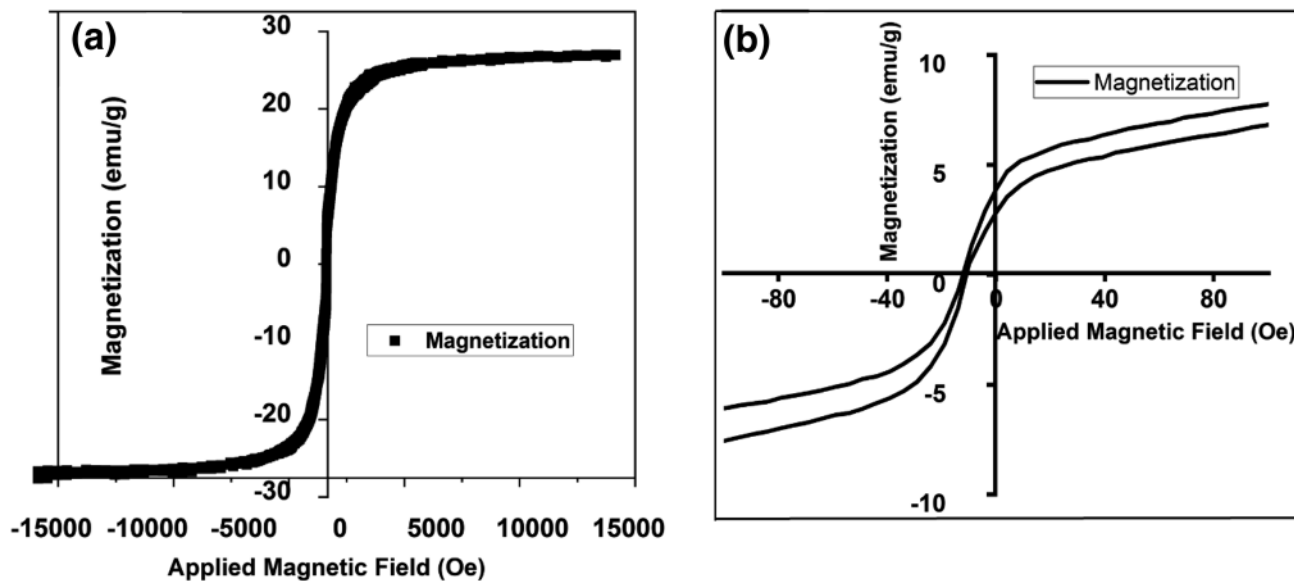 (a)
Magnetization (emu/g)
30
20
10
0
-10
-20
-30
Magnetization
-15000 -10000 -5000 0 5000 10000 15000
Applied Magnetic Field (Oe)
(b)
Magnetization (emu/g)
10
5
0
-5
-10
Magnetization
-80 -40 0 40 80
Applied Magnetic Field (Oe)